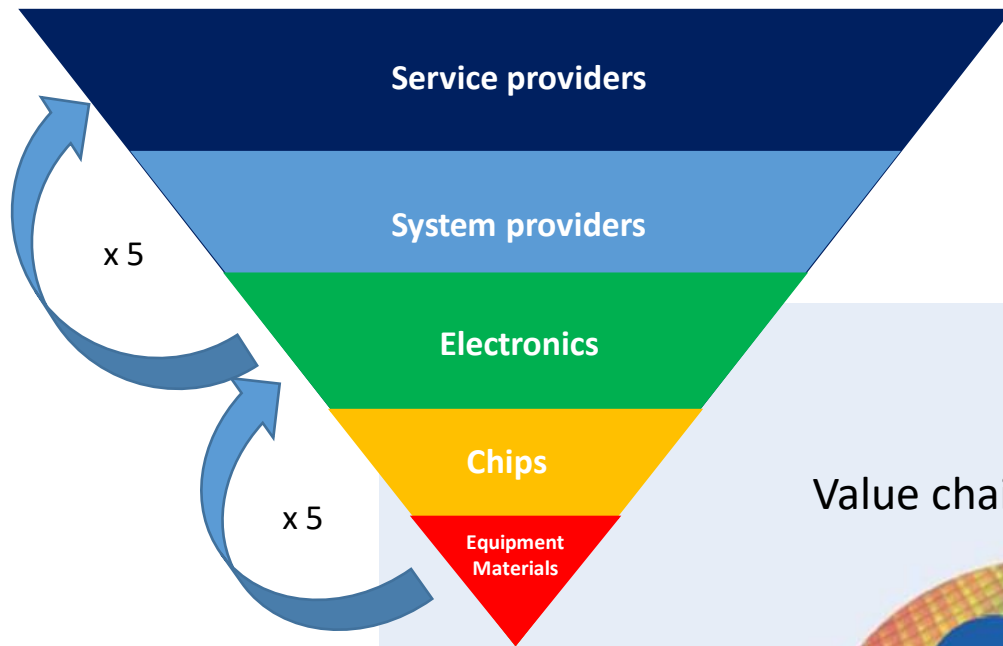 Service providers
System providers
x 5
Electronics
Chips
Value chai
x 5
Equipment
Materials